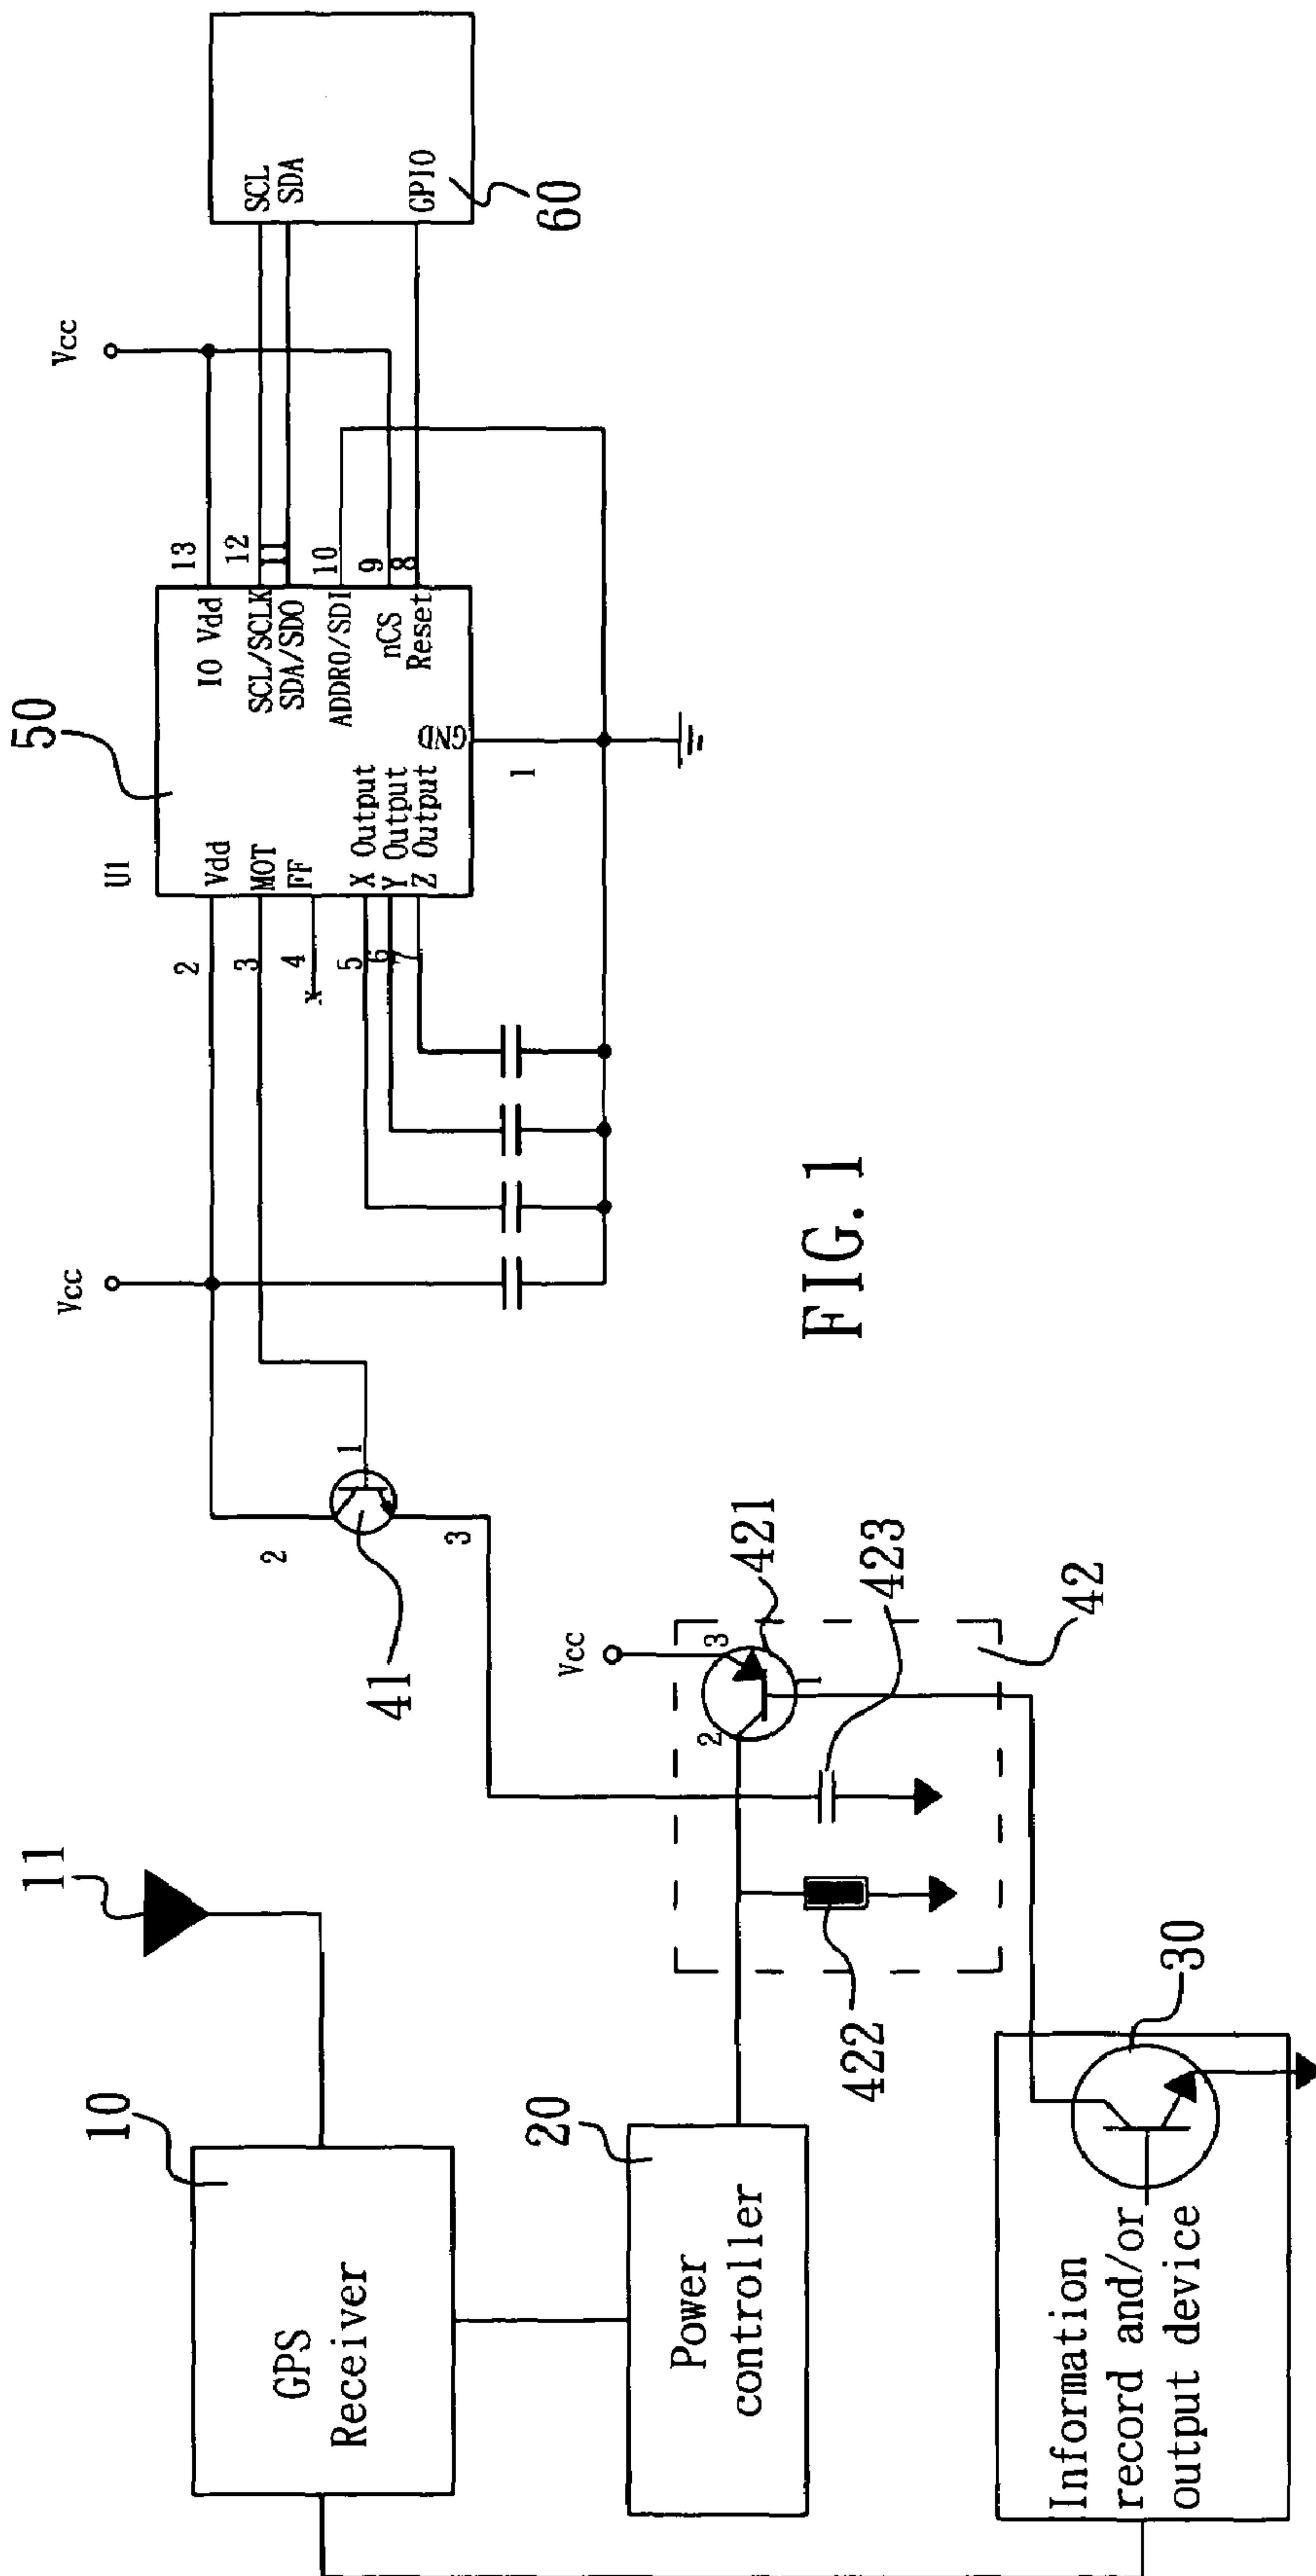 11
10
GPS
Receiver
20
Power
controller
Information
record and/or
output device
30
422
423
42
421
Vcc
3
2
1
41
2
1
3
Vcc
U1
50
2
3
4
x
5
6
7
Vdd
MOT
FF
X Output
Y Output
Z Output
GND
1
IO Vdd
SCL/SCLK
SDA/SDO
ADDR0/SDI
nCS
Reset
13
12
11
10
9
8
Vcc
SCL
SDA
GPIO
60
FIG. 1